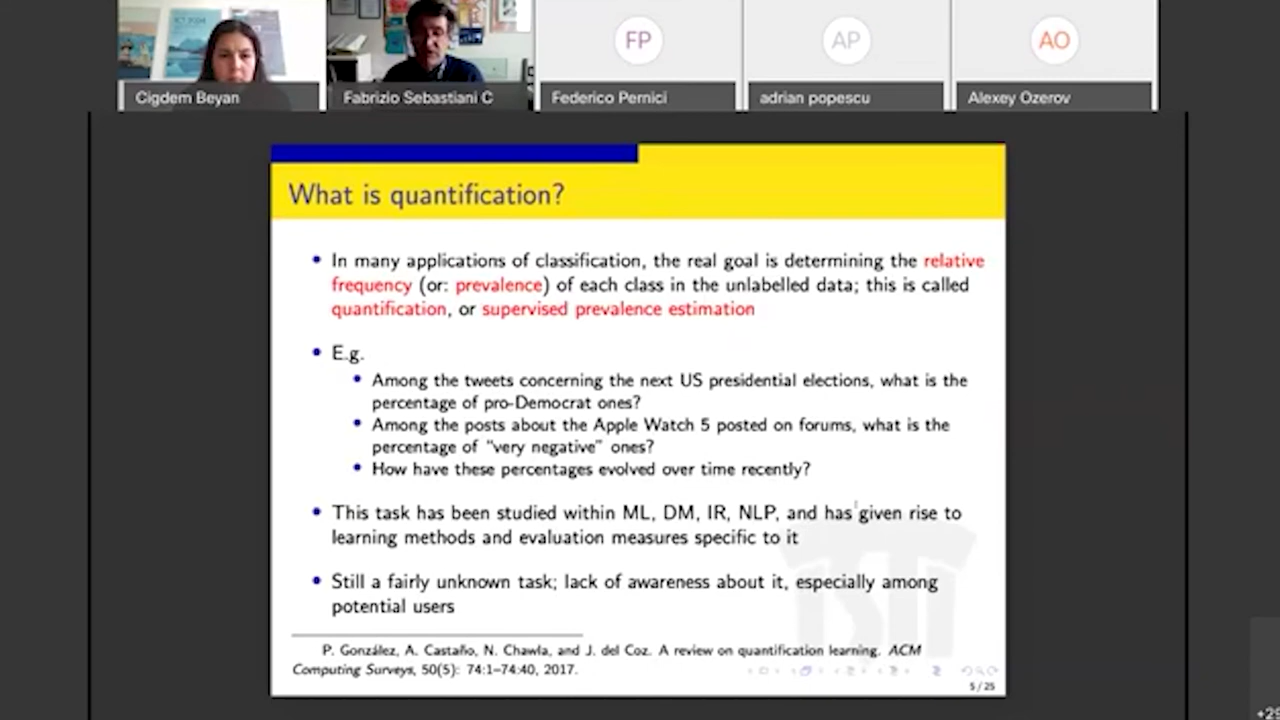 Cigdem Beyan
Fabrizio Sebastiani C
FP
Federico Pernici
AP
adrian popescu
AO
Alexey Ozerov
What is quantification?
• In many applications of classification, the real goal is determining the relative
frequency (or: prevalence) of each class in the unlabelled data; this is called
quantification, or supervised prevalence estimation
• E.g.
• Among the tweets concerning the next US presidential elections, what is the
percentage of pro-Democrat ones?
• Among the posts about the Apple Watch 5 posted on forums, what is the
percentage of "very negative" ones?
• How have these percentages evolved over time recently?
• This task has been studied within ML, DM, IR, NLP, and has given rise to
learning methods and evaluation measures specific to it
• Still a fairly unknown task; lack of awareness about it, especially among
potential users
P. González, A. Castaño, N. Chawla, and J. del Coz. A review on quantification learning. ACM
Computing Surveys, 50(5): 74:1–74:40, 2017.
ISTI
5 / 25